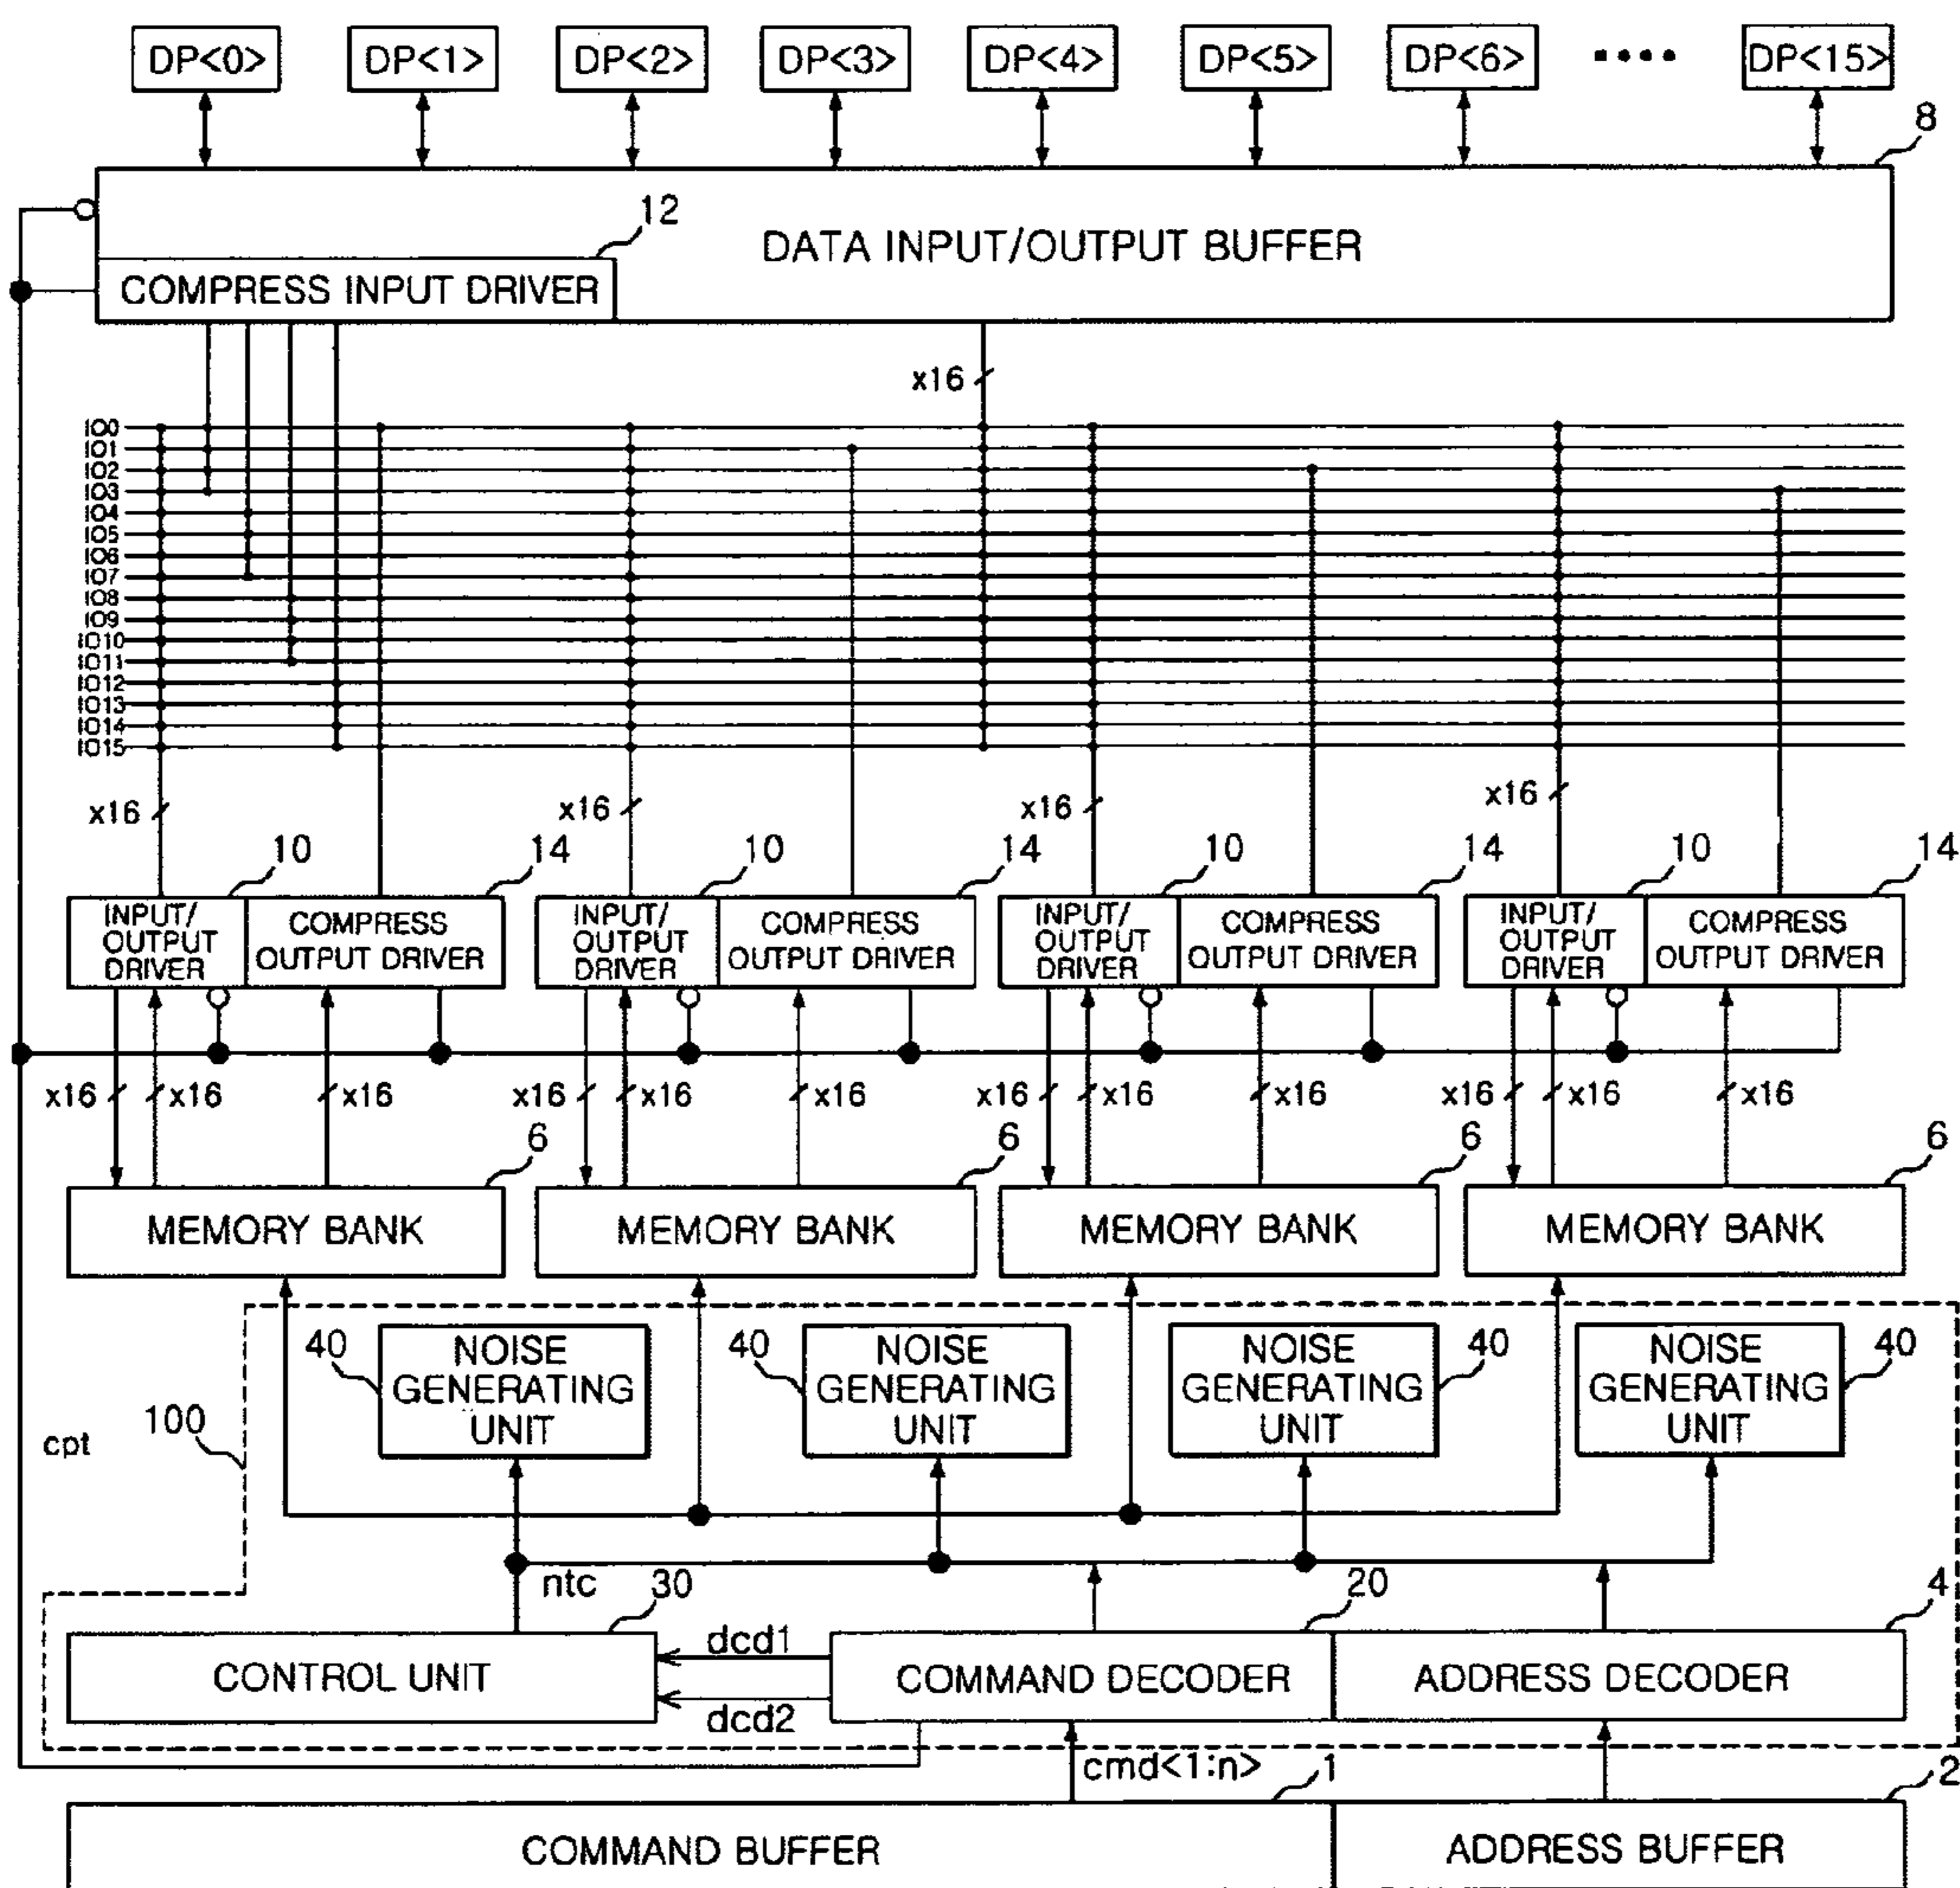 DP<0> DP<1> DP<2> DP<3> DP<4> DP<5> DP<6> •••• DP<15>
8
12
DATA INPUT/OUTPUT BUFFER
COMPRESS INPUT DRIVER
x16
IO0
IO1
IO2
IO3
IO4
IO5
IO6
IO7
IO8
IO9
IO10
IO11
IO12
IO13
IO14
IO15
x16 x16 x16 x16
10 14 10 14 10 14 10 14
INPUT/ INPUT/ INPUT/ INPUT/
OUTPUT OUTPUT OUTPUT OUTPUT
DRIVER DRIVER DRIVER DRIVER
COMPRESS COMPRESS COMPRESS COMPRESS
OUTPUT DRIVER OUTPUT DRIVER OUTPUT DRIVER OUTPUT DRIVER
x16 x16 x16 x16 x16 x16 x16 x16 x16 x16 x16 x16
6 6 6 6
MEMORY BANK MEMORY BANK MEMORY BANK MEMORY BANK
40 NOISE 40 NOISE NOISE 40 NOISE 40
GENERATING GENERATING GENERATING GENERATING
UNIT UNIT UNIT UNIT
100
cpt
ntc 30 20 4
dcd1
CONTROL UNIT COMMAND DECODER ADDRESS DECODER
dcd2
cmd<1:n> 1 2
COMMAND BUFFER ADDRESS BUFFER